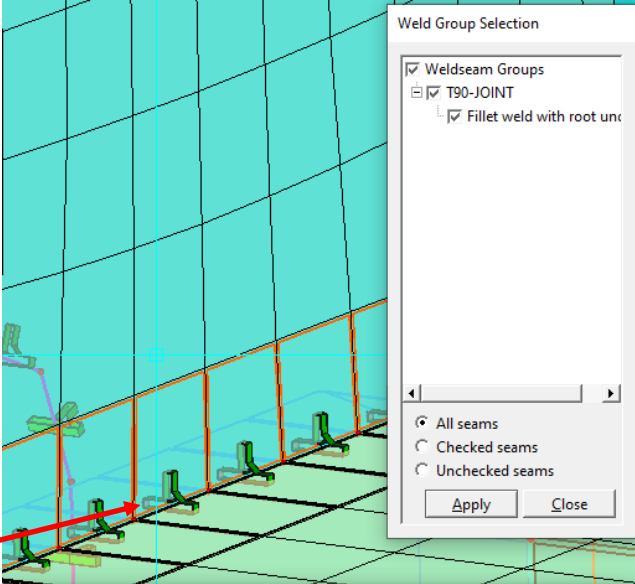 Weld Group Selection
Weldseam Groups
T90-JOINT
Fillet weld with root
All seams
Checked seams
Unchecked seams
Apply
Close